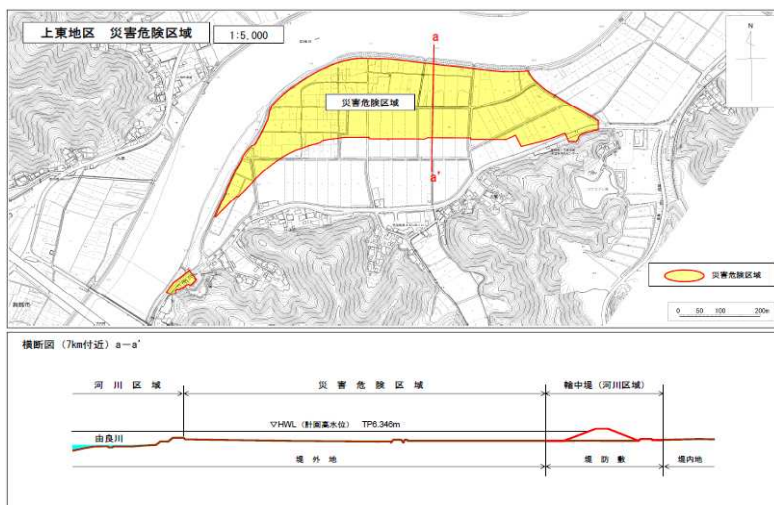 上東地区　災害危険区域
1:5,000
a
N
災害危険区域
a'
災害危険区域
0 50 100 200m
横断図（7km付近）a－a'
河川区域
災害危険区域
輪中堤（河川区域）
▽HWL（計画高水位） TP6.346m
由良川
堤外地
堤防敷
堤内地